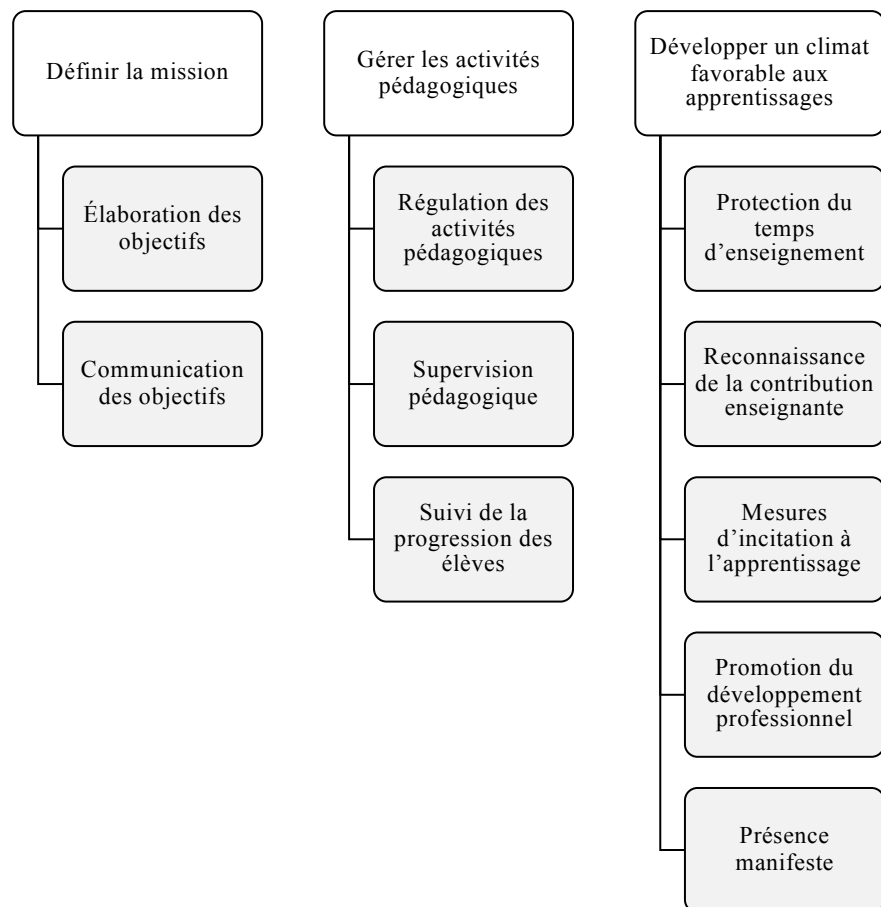 Définir la mission
Élaboration des
objectifs
Communication
des objectifs
Gérer les activités
pédagogiques
Régulation des
activités
pédagogiques
Supervision
pédagogique
Suivi de la
progression des
élèves
Développer un climat
favorable aux
apprentissages
Protection du
temps
d’enseignement
Reconnaissance
de la contribution
enseignante
Mesures
d’incitation à
l’apprentissage
Promotion du
développement
professionnel
Présence
manifeste